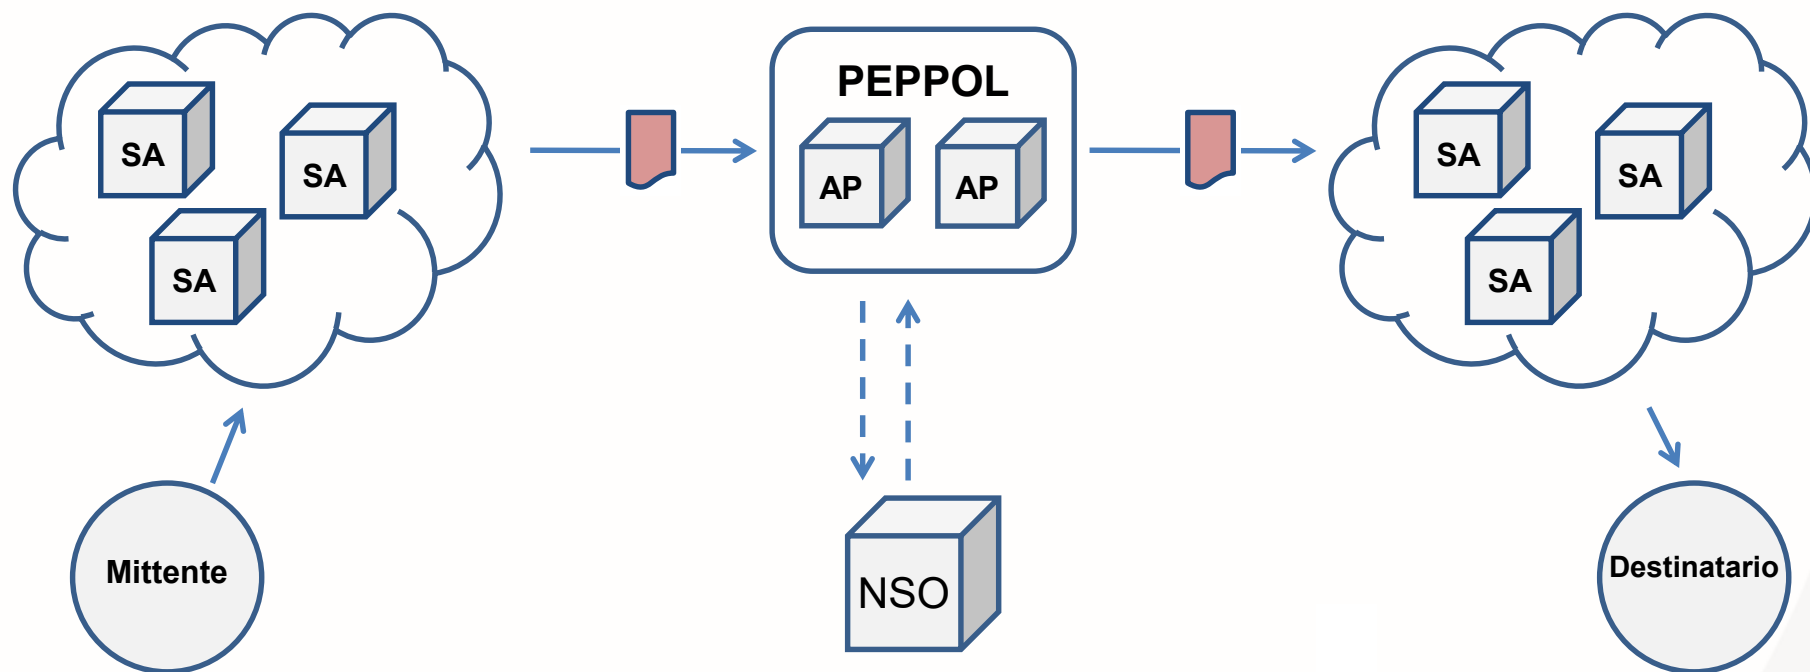 SA
SA
SA
PEPPOL
AP
AP
SA
SA
SA
Mittente
NSO
Destinatario